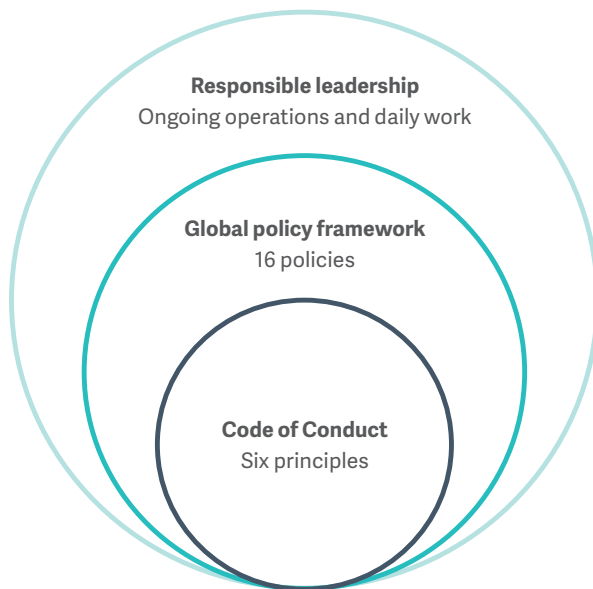 Responsible leadership
Ongoing operations and daily work
Global policy framework
16 policies
Code of Conduct
Six principles